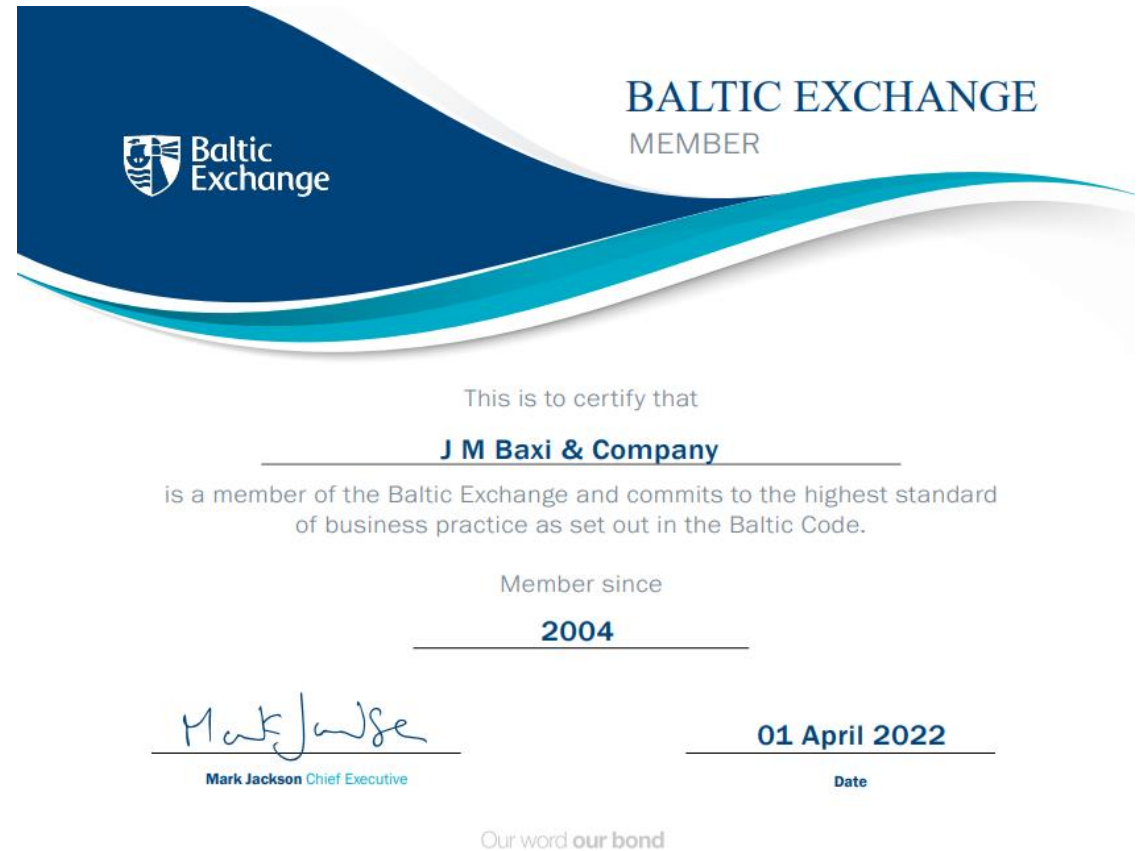 Baltic
Exchange
BALTIC EXCHANGE
MEMBER
This is to certify that
J M Baxi & Company
is a member of the Baltic Exchange and commits to the highest standard
of business practice as set out in the Baltic Code.
Member since
2004
Mark Jackson
01 April 2022
Mark Jackson Chief Executive
Date
Our word our bond